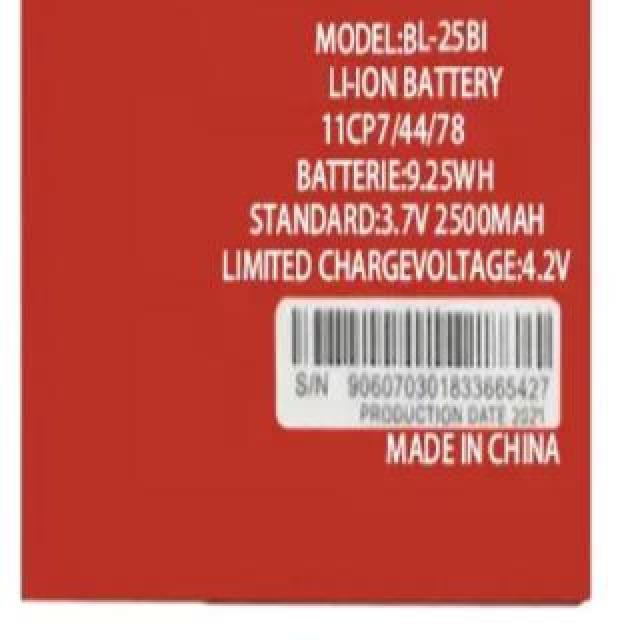 MODEL:BL-25BI
LI-ION BATTERY
11CP7/44/78
BATTERIE:9.25WH
STANDARD:3.7V 2500MAH
LIMITED CHARGEVOLTAGE:4.2V
S/N 906070301833665427
PRODUCTION DATE 2021
MADE IN CHINA